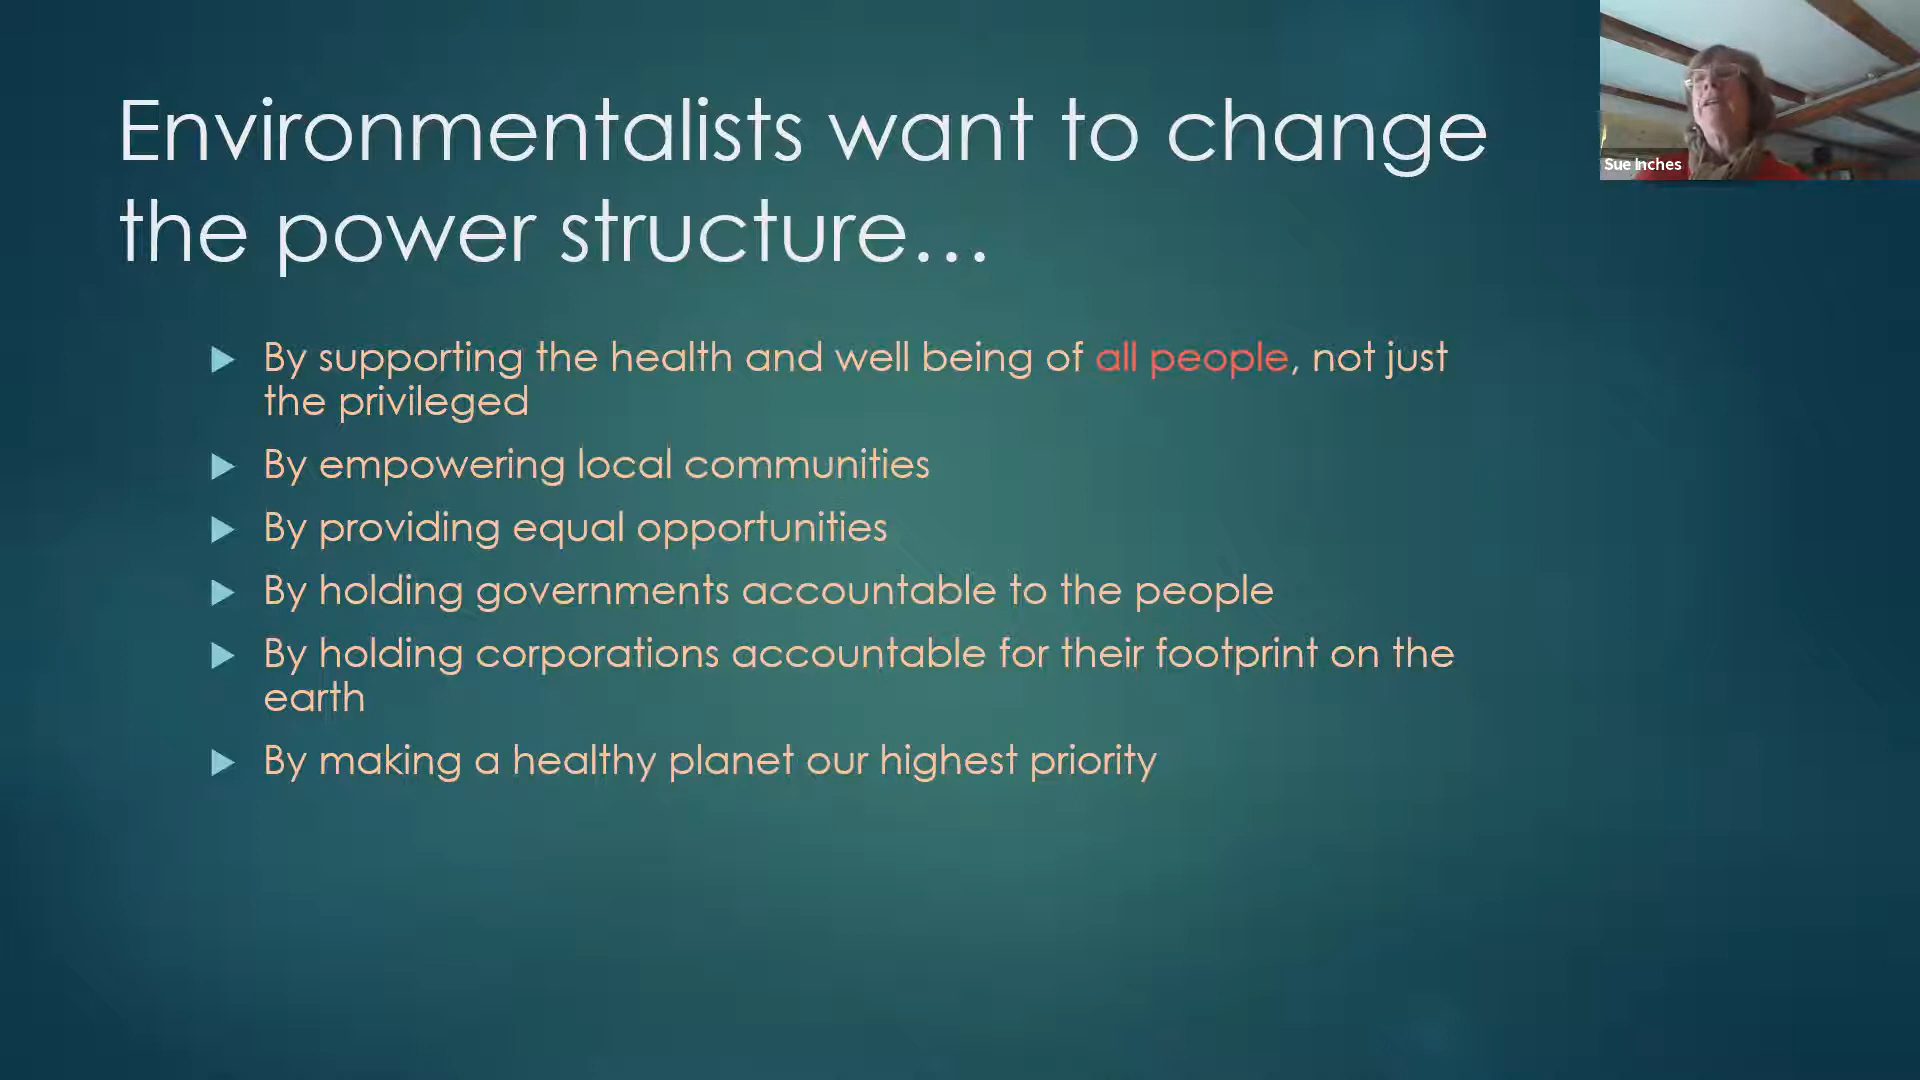 Environmentalists want to change
the power structure...
By supporting the health and well being of all people, not just
the privileged
By empowering local communities
By providing equal opportunities
By holding governments accountable to the people
By holding corporations accountable for their footprint on the
earth
By making a healthy planet our highest priority
Sue Inches